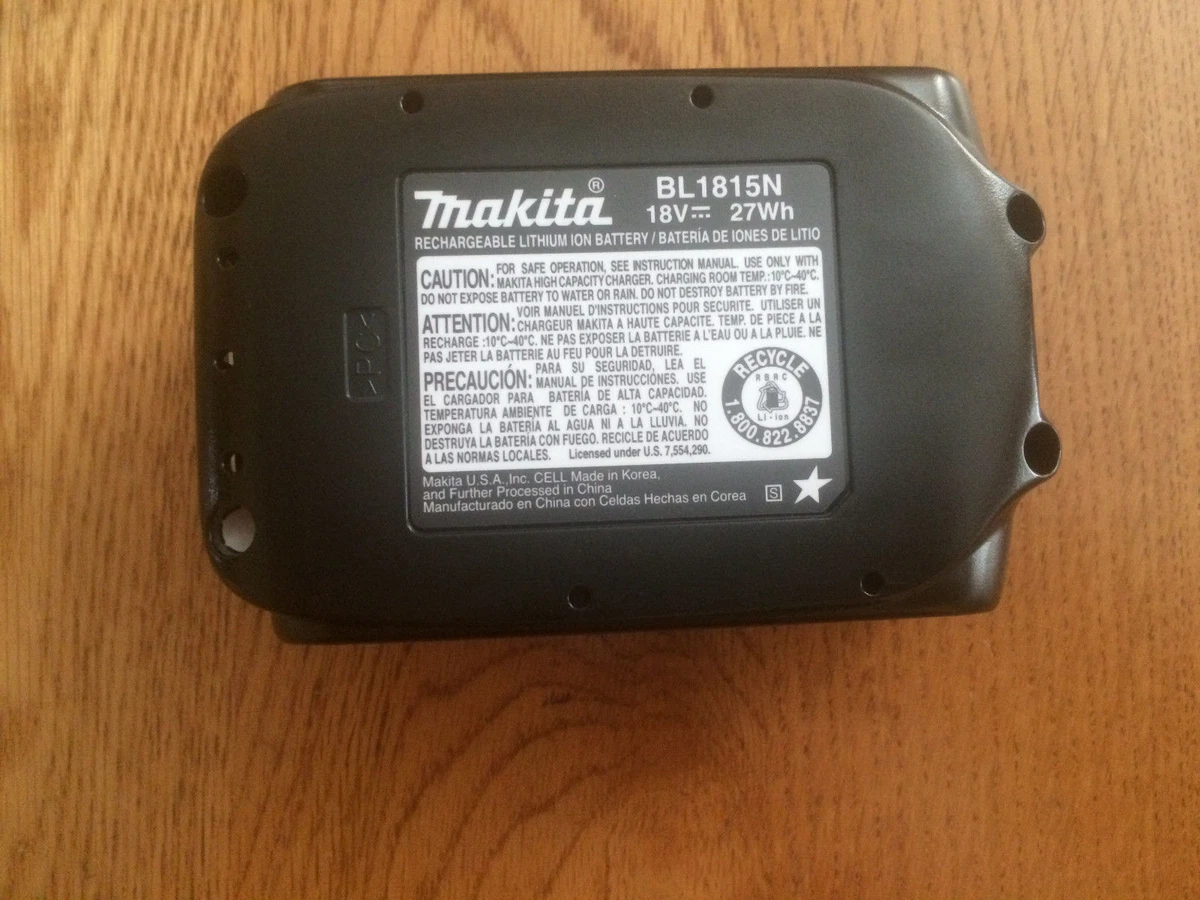 makita®
BL1815N
18V⎓ 27Wh
RECHARGEABLE LITHIUM ION BATTERY / BATERÍA DE IONES DE LITIO
CAUTION: FOR SAFE OPERATION, SEE INSTRUCTION MANUAL. USE ONLY WITH
MAKITA HIGH CAPACITY CHARGER. CHARGING ROOM TEMP.:10°C~40°C.
DO NOT EXPOSE BATTERY TO WATER OR RAIN. DO NOT DESTROY BATTERY BY FIRE.
ATTENTION: VOIR MANUEL D'INSTRUCTIONS POUR SECURITE. UTILISER UN
CHARGEUR MAKITA A HAUTE CAPACITE. TEMP. DE PIECE A LA
RECHARGE :10°C~40°C. NE PAS EXPOSER LA BATTERIE A L'EAU OU A LA PLUIE. NE
PAS JETER LA BATTERIE AU FEU POUR LA DETRUIRE.
PRECAUCIÓN: PARA SU SEGURIDAD, LEA EL
MANUAL DE INSTRUCCIÓNES. USE
EL CARGADOR PARA BATERÍA DE ALTA CAPACIDAD.
TEMPERATURA AMBIENTE DE CARGA : 10°C~40°C. NO
EXPONGA LA BATERÍA AL AGUA NI A LA LLUVIA. NO
DESTRUYA LA BATERÍA CON FUEGO. RECICLE DE ACUERDO
A LAS NORMAS LOCALES. Licensed under U.S. 7,554,290.
RECYCLE
RBRC
Li-ion
1.800.822.8837
Makita U.S.A.,Inc. CELL Made in Korea,
and Further Processed in China
Manufacturado en China con Celdas Hechas en Corea
S
>PC<